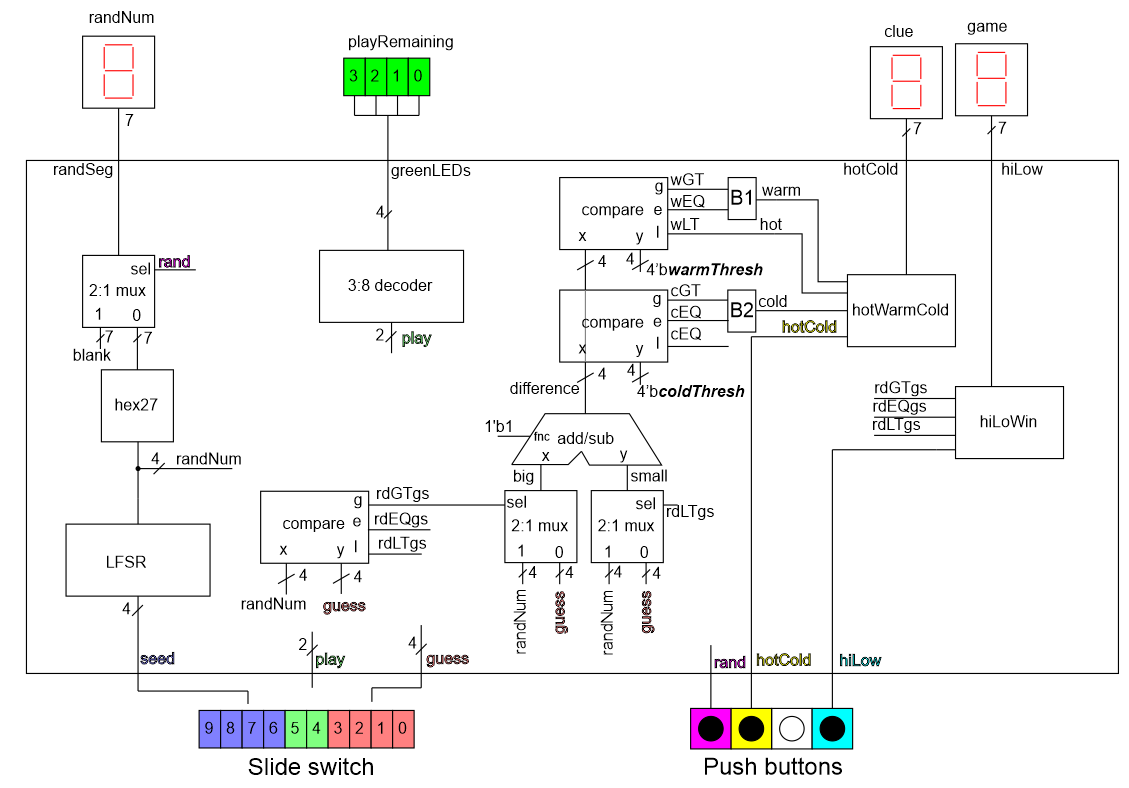 randNum
playRemaining
clue
game
3 2 1 0
7
7
7
randSeg
greenLEDs
hotCold
hiLow
4
compare
g
e
l
x
y
wGT
wEQ
wLT
B1
warm
hot
4
4
4'bwarmThresh
sel
rand
2:1 mux
1 0
7
7
blank
3:8 decoder
2
play
compare
g
e
l
x
y
cGT
cEQ
cEQ
B2
cold
hotCold
hotWarmCold
4
4
4'bcoldThresh
difference
hex27
4
randNum
1'b1
fnc
add/sub
x
y
big
small
rdGTgs
rdEQgs
rdLTgs
hiLoWin
compare
g
e
l
x
y
rdGTgs
rdEQgs
rdLTgs
4
4
randNum
guess
sel
2:1 mux
1 0
4
4
randNum
guess
sel
rdLTgs
2:1 mux
1 0
4
4
randNum
guess
LFSR
4
seed
2
play
4
guess
rand
hotCold
hiLow
9 8 7 6 5 4 3 2 1 0
Slide switch
Push buttons